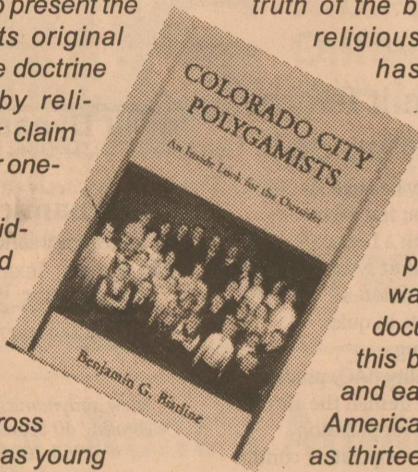 o present the
ts original
e doctrine
by reli-
r claim
r one-
id-
d
ross
as young
COLORADO CITY
POLYGAMISTS
An Inside Look for the Outsider
Benjamin G. Bistline
truth of the b
religious
has
p
wa
docu
this b
and ea
America
as thirtee